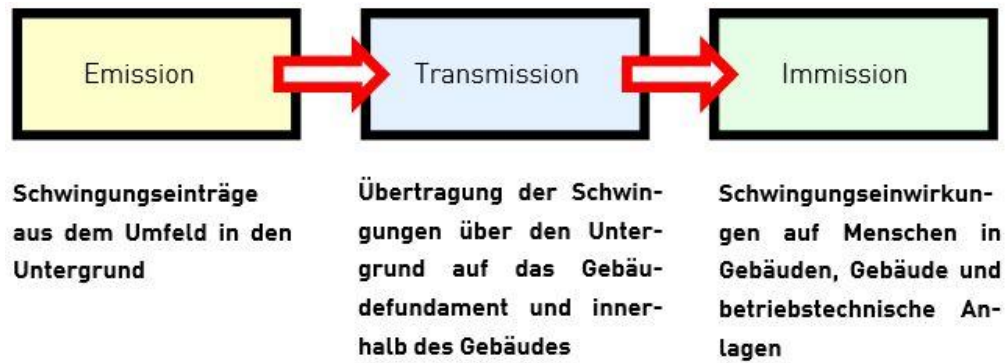 Emission
Transmission
Immission
Schwingungseinträge
aus dem Umfeld in den
Untergrund
Übertragung der Schwin-
gungen über den Unter-
grund auf das Gebäu-
defundament und inner-
halb des Gebäudes
Schwingungseinwirkun-
gen auf Menschen in
Gebäuden, Gebäude und
betriebstechnische An-
lagen